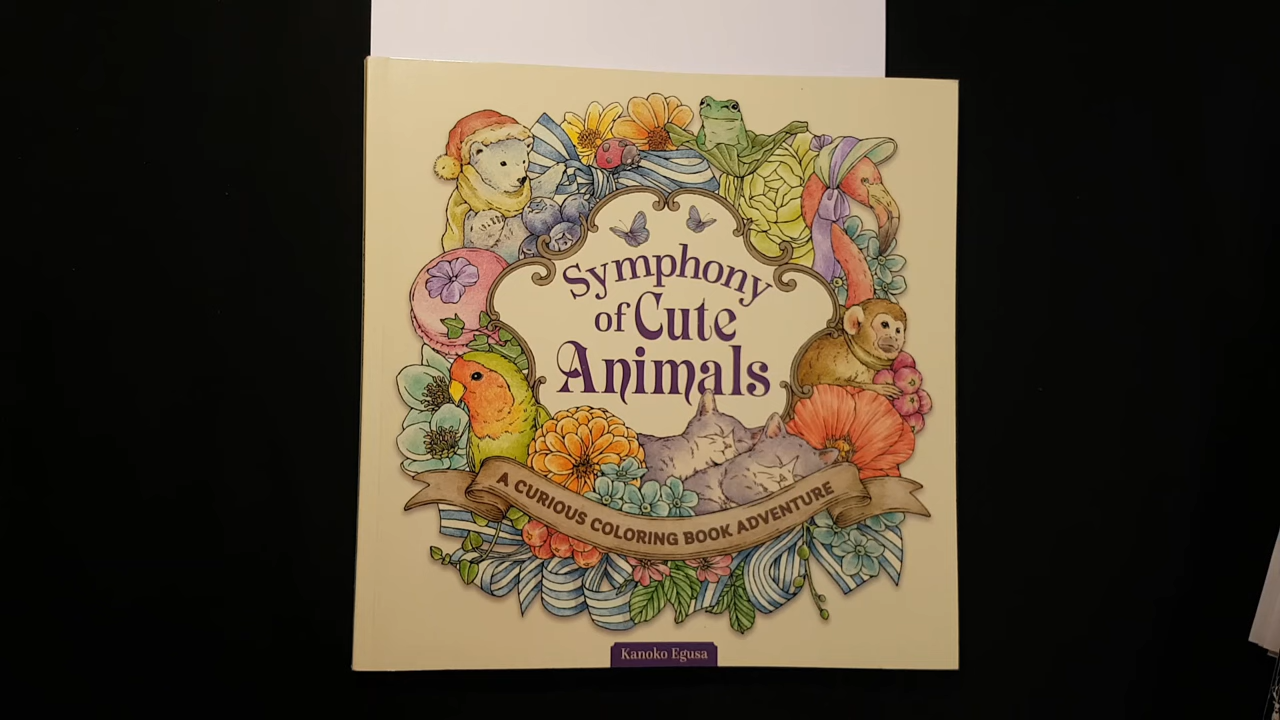 Symphony
of Cute
Animals
A CURIOUS COLORING BOOK ADVENTURE
Kanoko Egusa